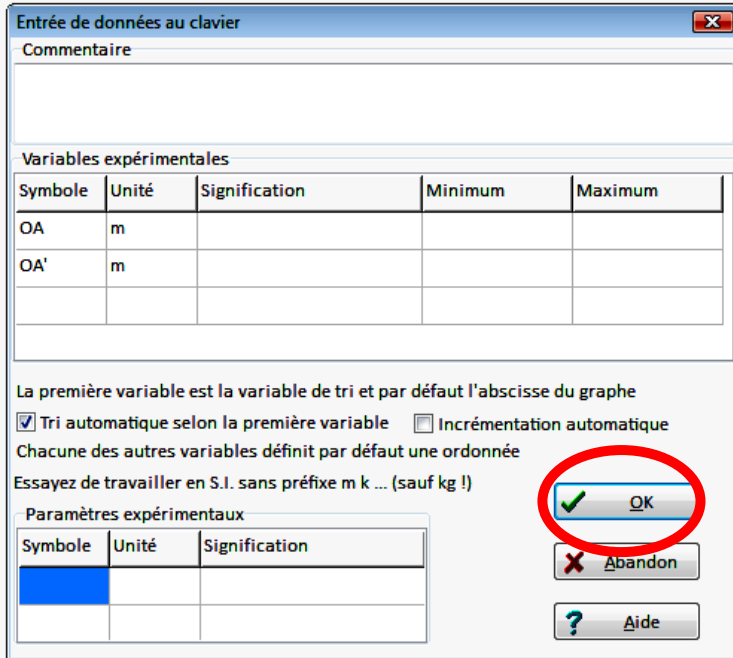 Entrée de données au clavier
Commentaire
Variables expérimentales
Symbole Unité Signification Minimum Maximum
OA m
OA' m
La première variable est la variable de tri et par défaut l'abscisse du graphe
Tri automatique selon la première variable Incrémentation automatique
Chacune des autres variables définit par défaut une ordonnée
Essayez de travailler en S.I. sans préfixe m k ... (sauf kg !)
OK
Paramètres expérimentaux
Symbole Unité Signification
Abandon
Aide